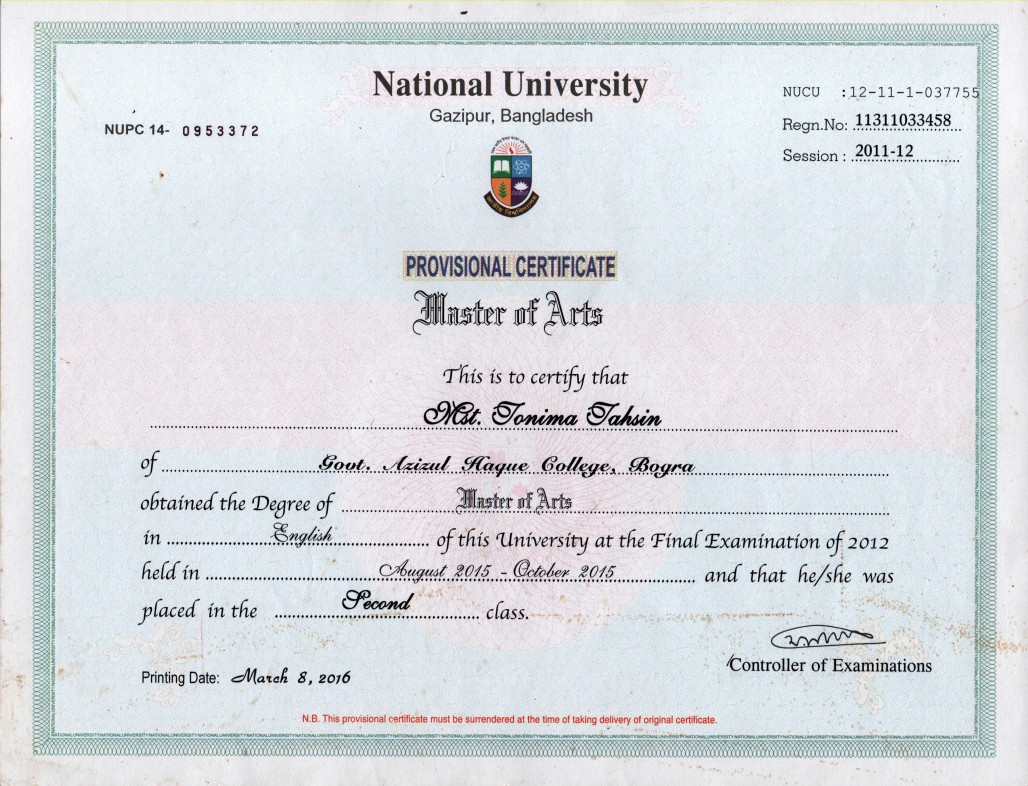 National University
Gazipur, Bangladesh
NUPC 14- 0953372
NUCU :12-11-1-037755
Regn.No: 11311033458
Session : 2011-12
PROVISIONAL CERTIFICATE
Master of Arts
This is to certify that
Mst. Tonima Tahsin
of Govt. Azizul Haque College, Bogra
obtained the Degree of Master of Arts
in English of this University at the Final Examination of 2012
held in August 2015 - October 2015 and that he/she was
placed in the Second class.
Controller of Examinations
Printing Date: March 8, 2016
N.B. This provisional certificate must be surrendered at the time of taking delivery of original certificate.